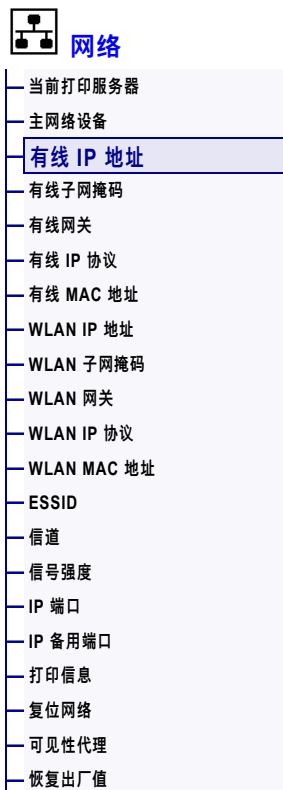 网络
当前打印服务器
主网络设备
有线 IP 地址
有线子网掩码
有线网关
有线 IP 协议
有线 MAC 地址
WLAN IP 地址
WLAN 子网掩码
WLAN 网关
WLAN IP 协议
WLAN MAC 地址
ESSID
信道
信号强度
IP 端口
IP 备用端口
打印信息
复位网络
可见性代理
恢复出厂值